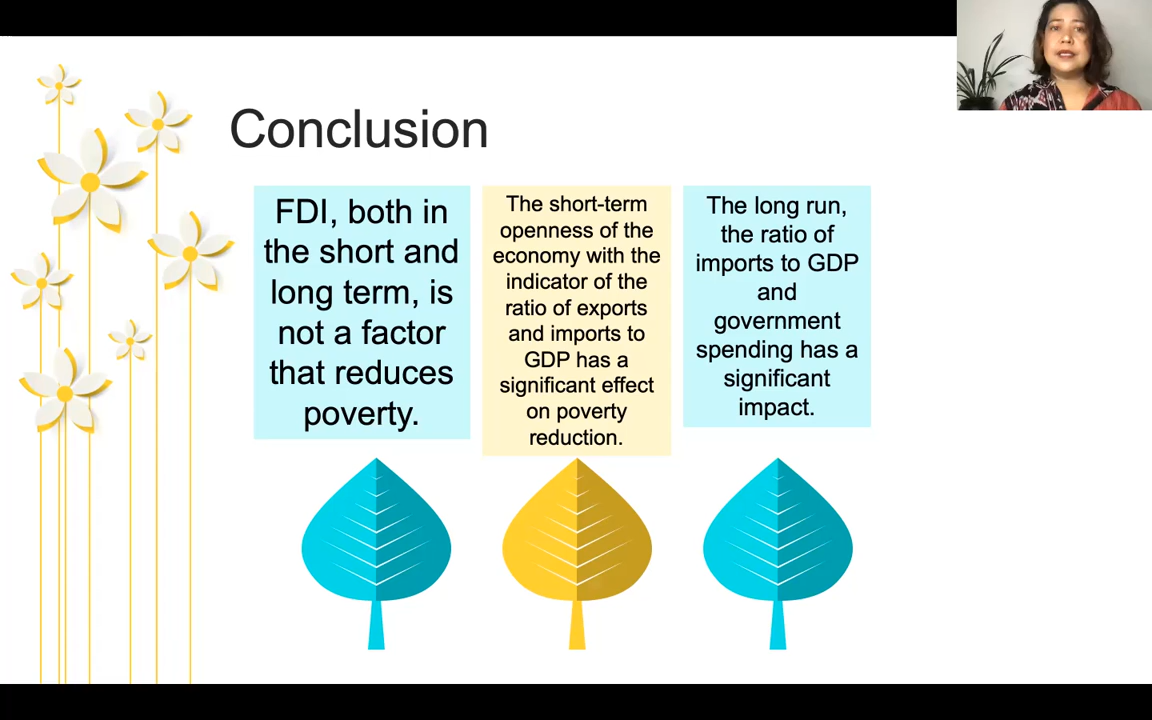 Conclusion
FDI, both in
the short and
long term, is
not a factor
that reduces
poverty.
The short-term
openness of the
economy with the
indicator of the
ratio of exports
and imports to
GDP has a
significant effect
on poverty
reduction.
The long run,
the ratio of
imports to GDP
and
government
spending has a
significant
impact.